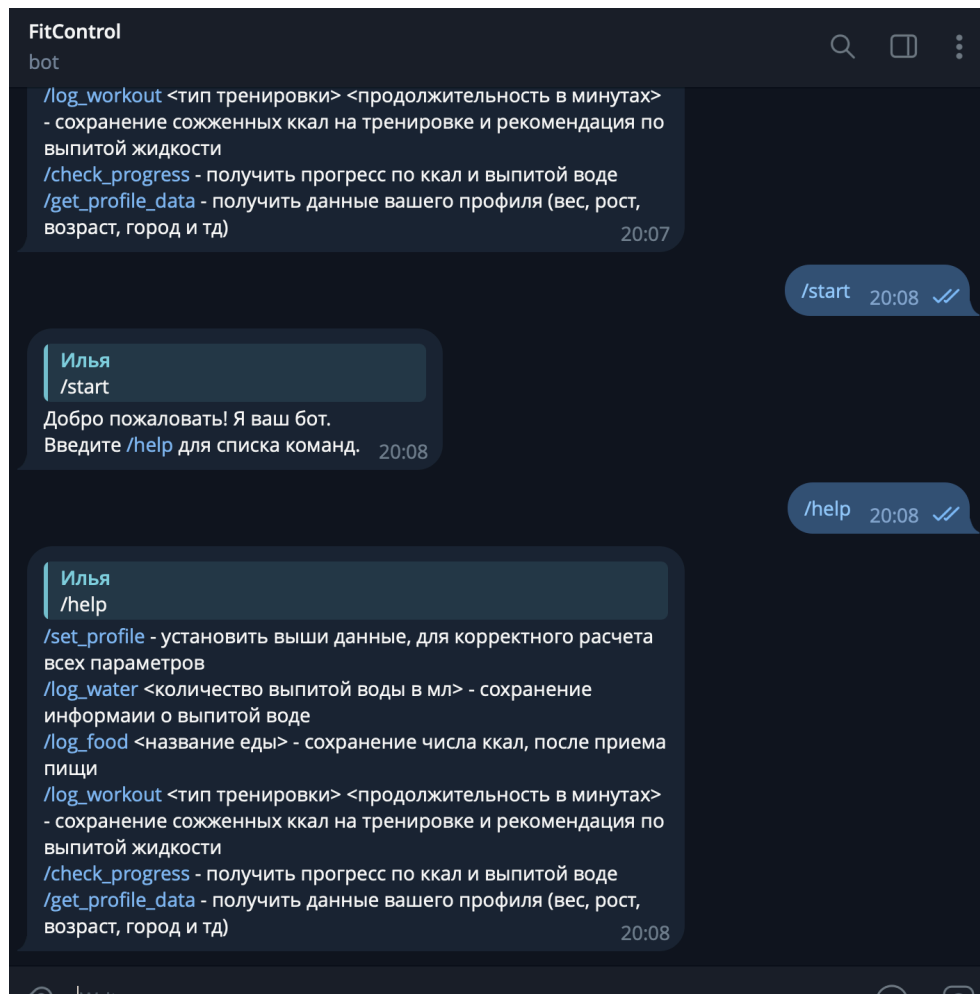 FitControl
bot
/log_workout <тип тренировки> <продолжительность в минутах>
- сохранение сожженных ккал на тренировке и рекомендация по
выпитой жидкости
/check_progress - получить прогресс по ккал и выпитой воде
/get_profile_data - получить данные вашего профиля (вес, рост,
возраст, город и тд)
20:07
/start 20:08
Илья
/start
Добро пожаловать! Я ваш бот.
Введите /help для списка команд. 20:08
/help 20:08
Илья
/help
/set_profile - установить выши данные, для корректного расчета
всех параметров
/log_water <количество выпитой воды в мл> - сохранение
информаии о выпитой воде
/log_food <название еды> - сохранение числа ккал, после приема
пищи
/log_workout <тип тренировки> <продолжительность в минутах>
- сохранение сожженных ккал на тренировке и рекомендация по
выпитой жидкости
/check_progress - получить прогресс по ккал и выпитой воде
/get_profile_data - получить данные вашего профиля (вес, рост,
возраст, город и тд)
20:08